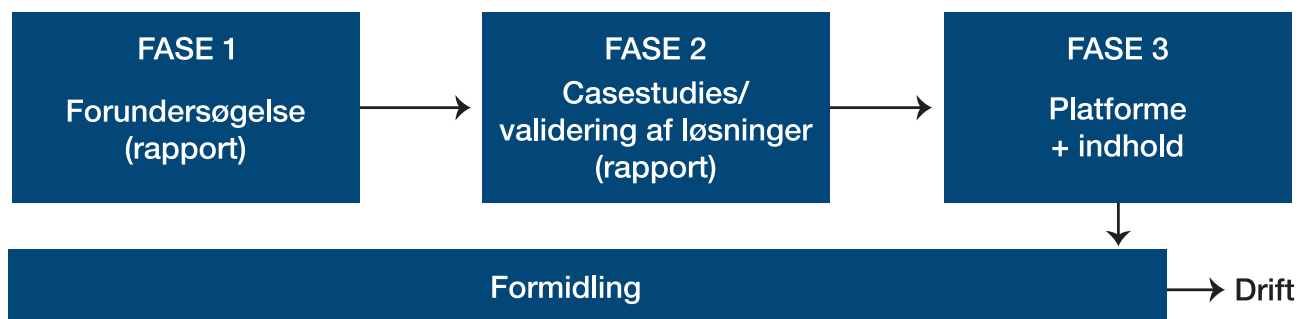 FASE 1
Forundersøgelse
(rapport)
FASE 2
Casestudies/
validering af løsninger
(rapport)
FASE 3
Platforme
+ indhold
Formidling
Drift